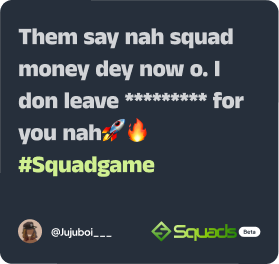 Them say nah squad
money dey now o. I
don leave ********* for
you nah🚀🔥
#Squadgame
@Jujuboi___
Squads
Beta